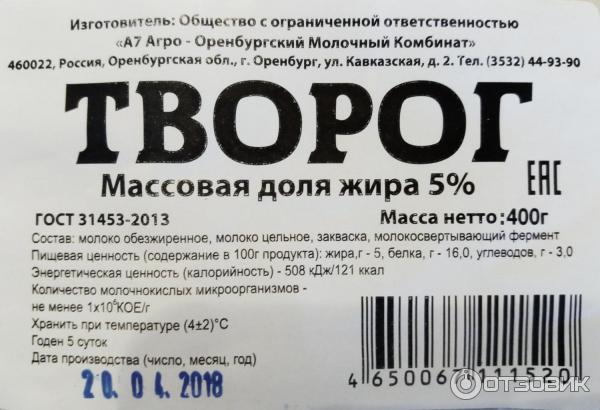 Изготовитель: Общество с ограниченной ответственностью
«А7 Агро - Оренбургский Молочный Комбинат»
460022, Россия, Оренбургская обл., г. Оренбург, ул. Кавказская, д. 2. Тел. (3532) 44-93-90
ТВОРОГ
Массовая доля жира 5%
EAC
ГОСТ 31453-2013
Масса нетто: 400г
Состав: молоко обезжиренное, молоко цельное, закваска, молокосвертывающий фермент
Пищевая ценность (содержание в 100г продукта): жира,г - 5, белка, г - 16,0, углеводов, г - 3,0
Энергетическая ценность (калорийность) - 508 кДж/121 ккал
Количество молочнокислых микроорганизмов -
не менее 1х10⁶КОЕ/г
Хранить при температуре (4±2)°С
Годен 5 суток
Дата производства (число, месяц, год)
20.04.2018
ОТЗОВИК